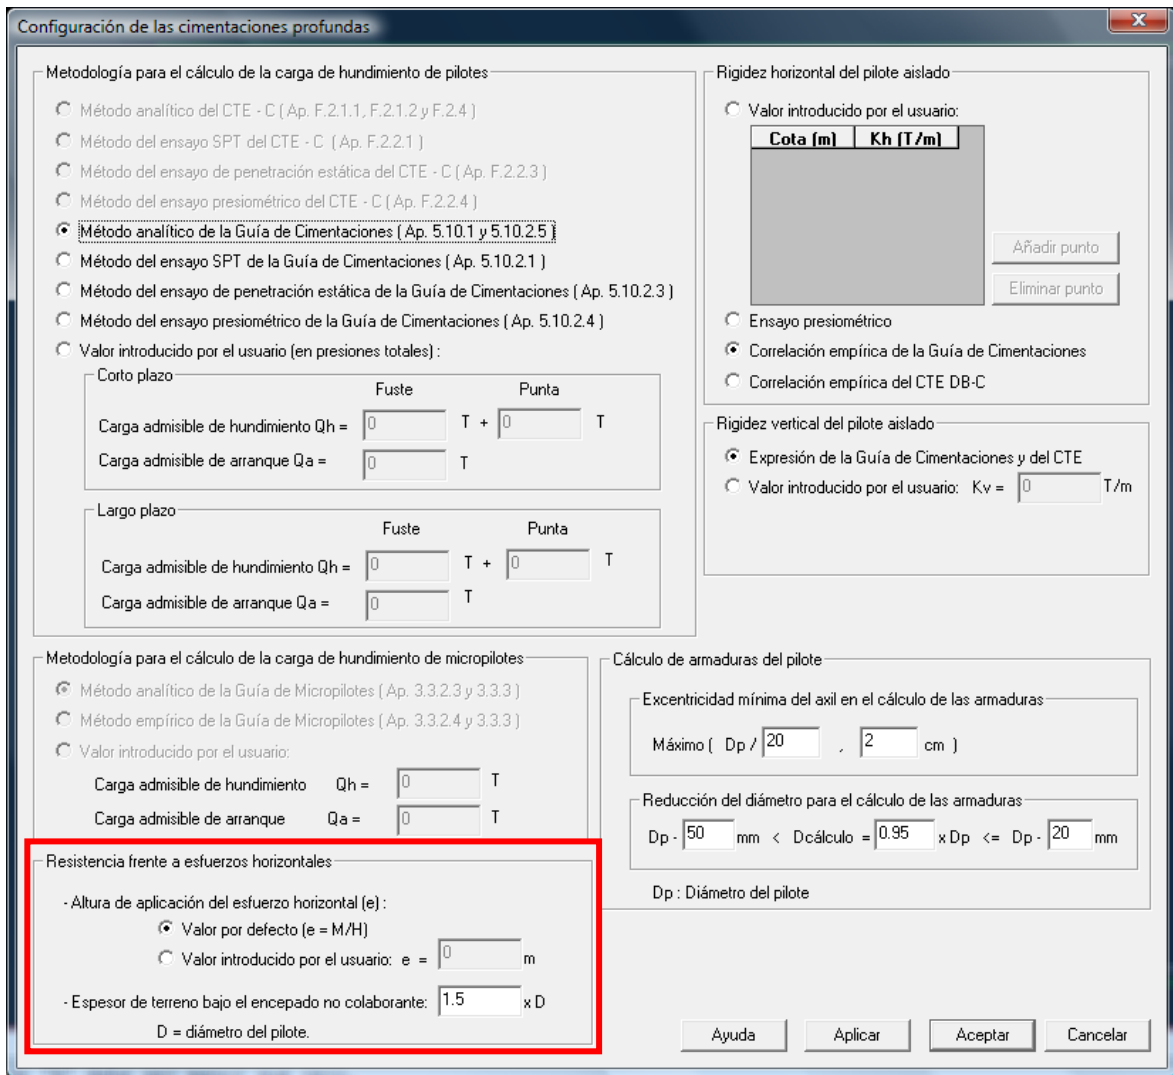 Configuración de las cimentaciones profundas
Metodología para el cálculo de la carga de hundimiento de pilotes
Método analítico del CTE - C ( Ap. F.2.1.1, F.2.1.2 y F.2.4 )
Método del ensayo SPT del CTE - C ( Ap. F.2.2.1 )
Método del ensayo de penetración estática del CTE - C ( Ap. F.2.2.3 )
Método del ensayo presiométrico del CTE - C ( Ap. F.2.2.4 )
Método analítico de la Guía de Cimentaciones ( Ap. 5.10.1 y 5.10.2.5 )
Método del ensayo SPT de la Guía de Cimentaciones ( Ap. 5.10.2.1 )
Método del ensayo de penetración estática de la Guía de Cimentaciones ( Ap. 5.10.2.3 )
Método del ensayo presiométrico de la Guía de Cimentaciones ( Ap. 5.10.2.4 )
Valor introducido por el usuario (en presiones totales) :
Corto plazo
Fuste Punta
Carga admisible de hundimiento Qh = 0 T + 0 T
Carga admisible de arranque Qa = 0 T
Largo plazo
Fuste Punta
Carga admisible de hundimiento Qh = 0 T + 0 T
Carga admisible de arranque Qa = 0 T
Rigidez horizontal del pilote aislado
Valor introducido por el usuario:
Cota (m) Kh (T/m)
Añadir punto
Eliminar punto
Ensayo presiométrico
Correlación empírica de la Guía de Cimentaciones
Correlación empírica del CTE DB-C
Rigidez vertical del pilote aislado
Expresión de la Guía de Cimentaciones y del CTE
Valor introducido por el usuario: Kv = 0 T/m
Metodología para el cálculo de la carga de hundimiento de micropilotes
Método analítico de la Guía de Micropilotes ( Ap. 3.3.2.3 y 3.3.3 )
Método empírico de la Guía de Micropilotes ( Ap. 3.3.2.4 y 3.3.3 )
Valor introducido por el usuario:
Carga admisible de hundimiento Qh = 0 T
Carga admisible de arranque Qa = 0 T
Cálculo de armaduras del pilote
Excentricidad mínima del axil en el cálculo de las armaduras
Máximo ( Dp / 20 , 2 cm )
Reducción del diámetro para el cálculo de las armaduras
Dp - 50 mm < Dcálculo = 0.95 x Dp <= Dp - 20 mm
Dp : Diámetro del pilote
Resistencia frente a esfuerzos horizontales
- Altura de aplicación del esfuerzo horizontal (e) :
Valor por defecto (e = M/H)
Valor introducido por el usuario: e = 0 m
- Espesor de terreno bajo el encepado no colaborante: 1.5 x D
D = diámetro del pilote.
Ayuda Aplicar Aceptar Cancelar